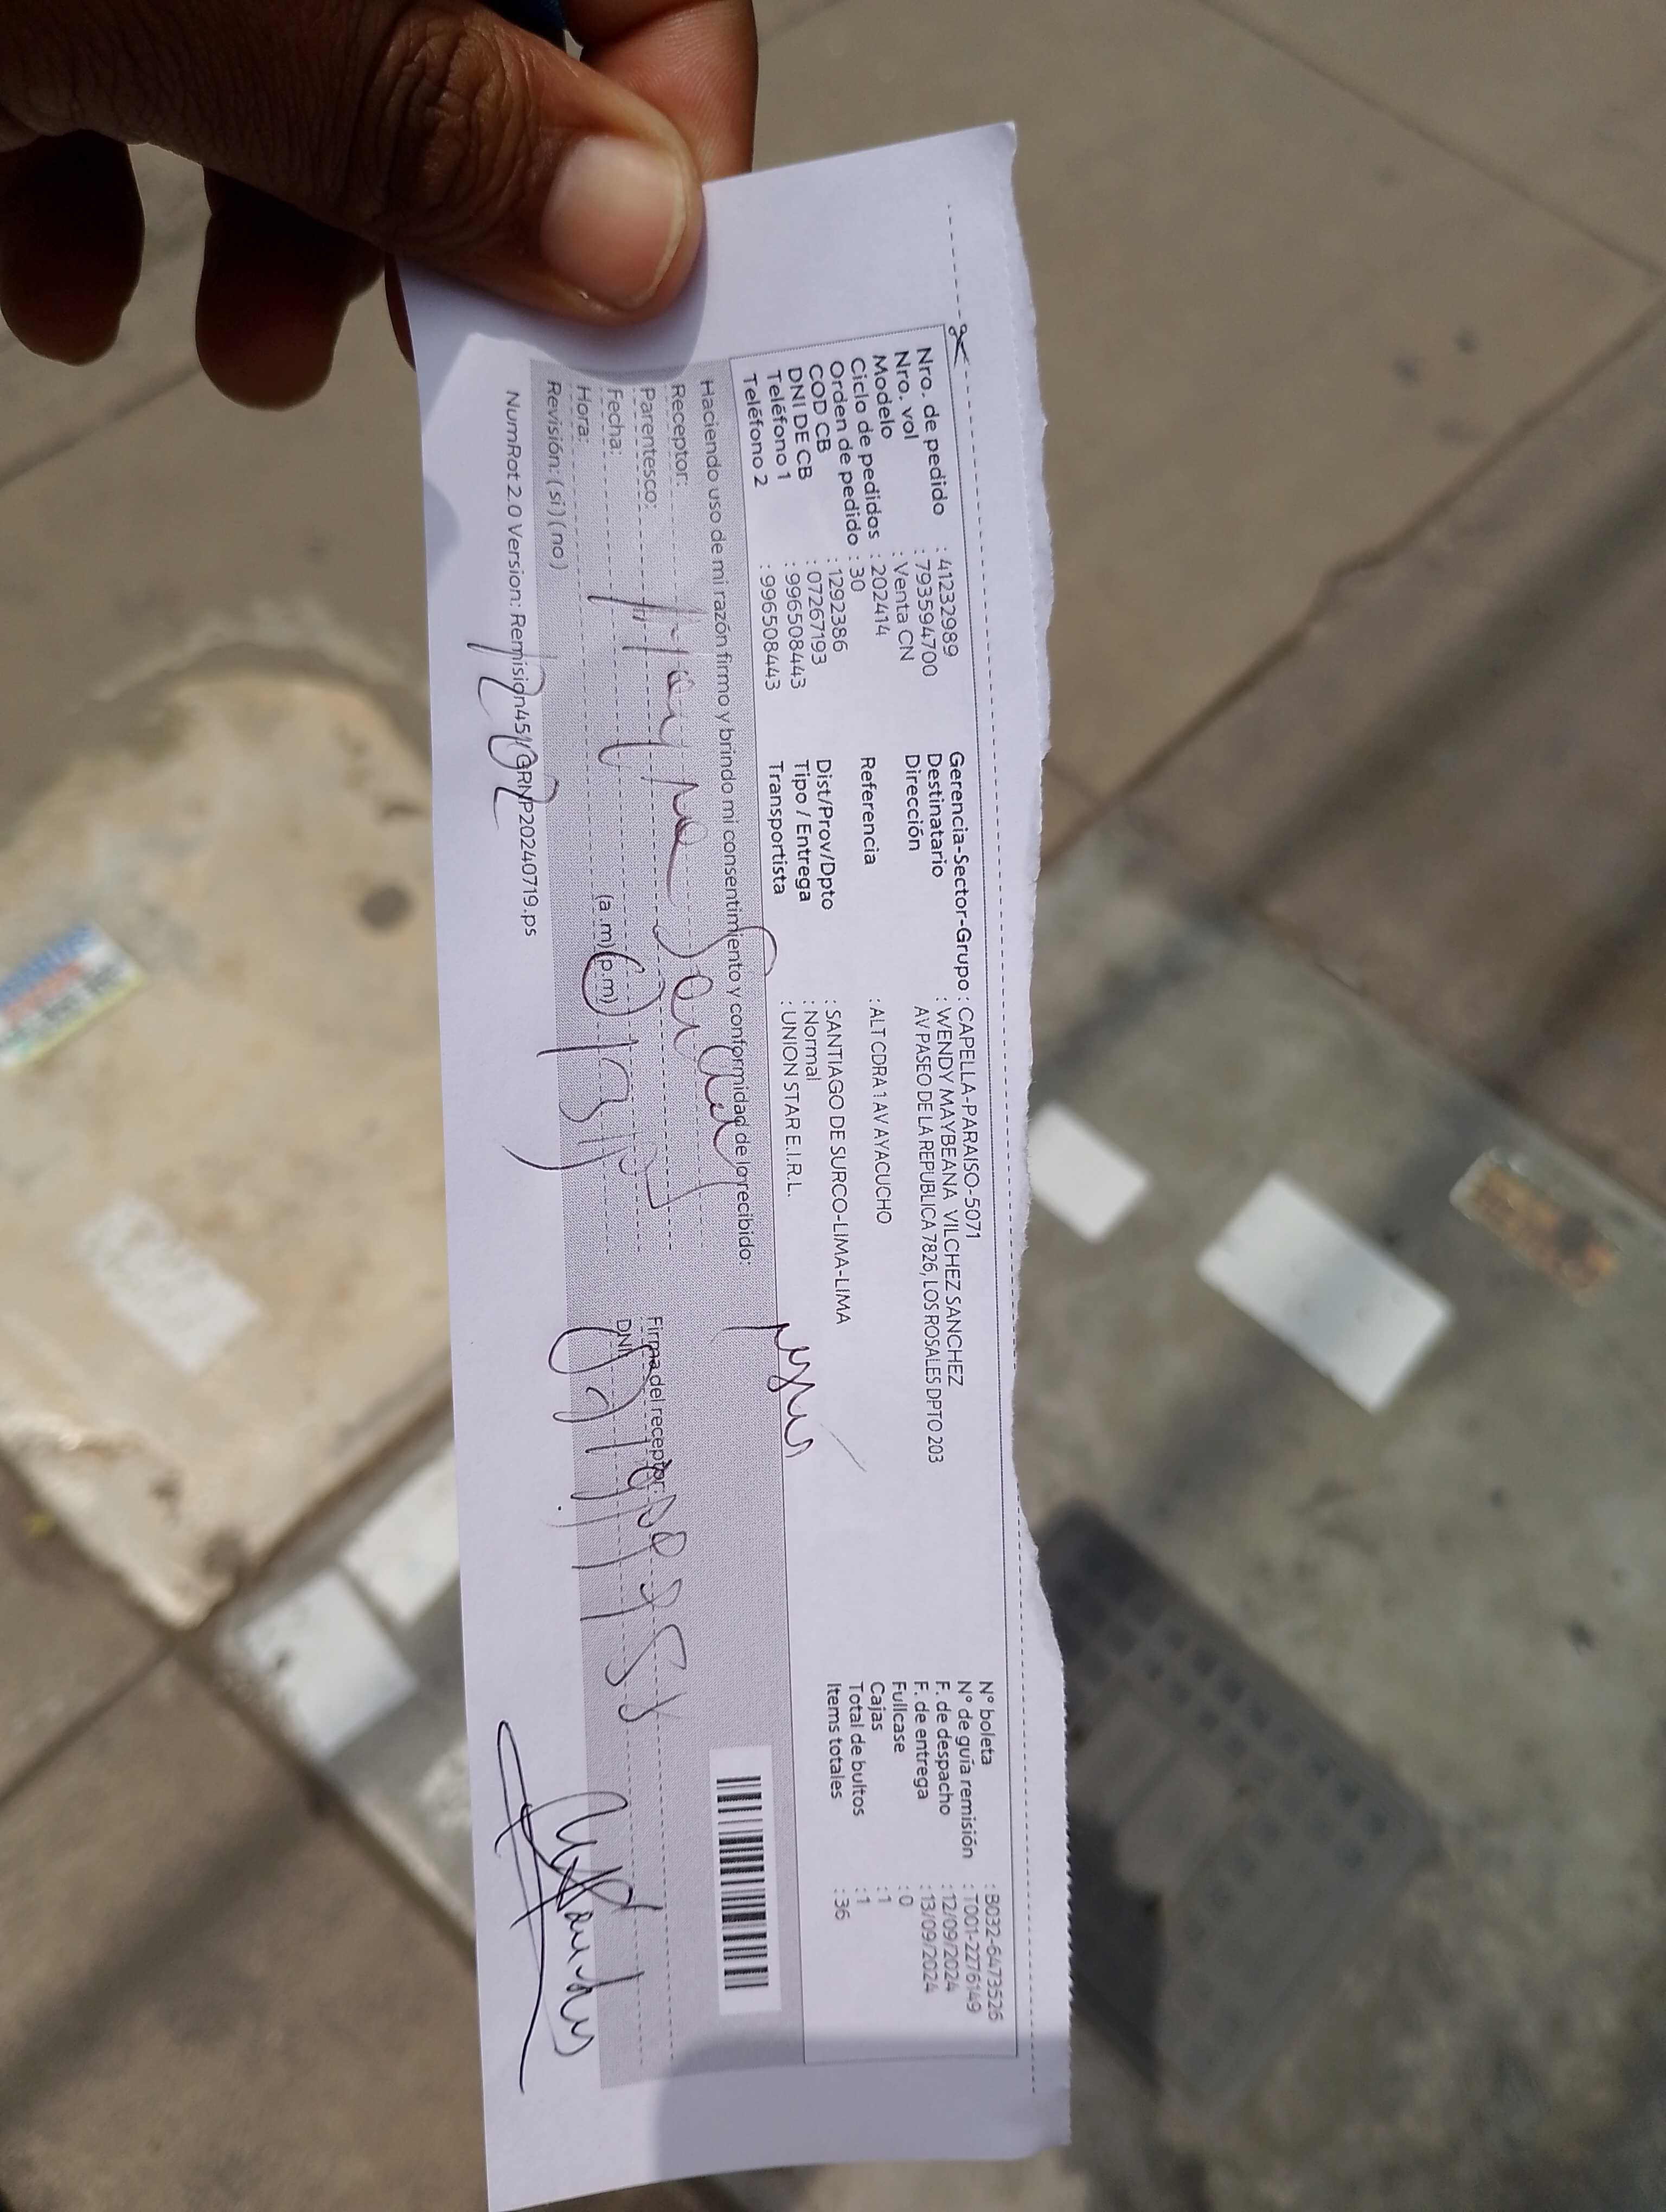 Nro. de pedido : 41232989
Nro. vol : 793594700
Modelo : Venta CN
Ciclo de pedidos : 202414
Orden de pedido : 30
COD CB : 1292386
DNI DE CB : 07267193
Teléfono 1 : 996508443
Teléfono 2 : 996508443
Gerencia-Sector-Grupo : CAPELLA-PARAISO-5071
Destinatario : WENDY MAYBEANA VILCHEZ SANCHEZ
Dirección AV PASEO DE LA REPUBLICA 7826, LOS ROSALES DPTO 203
Referencia : ALT CDRA 1 AV AYACUCHO
Dist/Prov/Dpto : SANTIAGO DE SURCO-LIMA-LIMA
Tipo / Entrega : Normal
Transportista : UNION STAR E.I.R.L.
N° boleta : B032-6473526
N° de guía remisión : T001-2276149
F. de despacho : 12/09/2024
F. de entrega : 13/09/2024
Fullcase : 0
Cajas : 1
Total de bultos : 1
Items totales : 36
Haciendo uso de mi razón firmo y brindo mi consentimiento y conformidad de lo recibido:
Receptor:
Parentesco:
Fecha:
Hora: (a.m)(p.m)
Revisión: (si)(no)
Firma del receptor:
DNI:
NumRot 2.0 Version: Remision451/GRNP20240719.ps